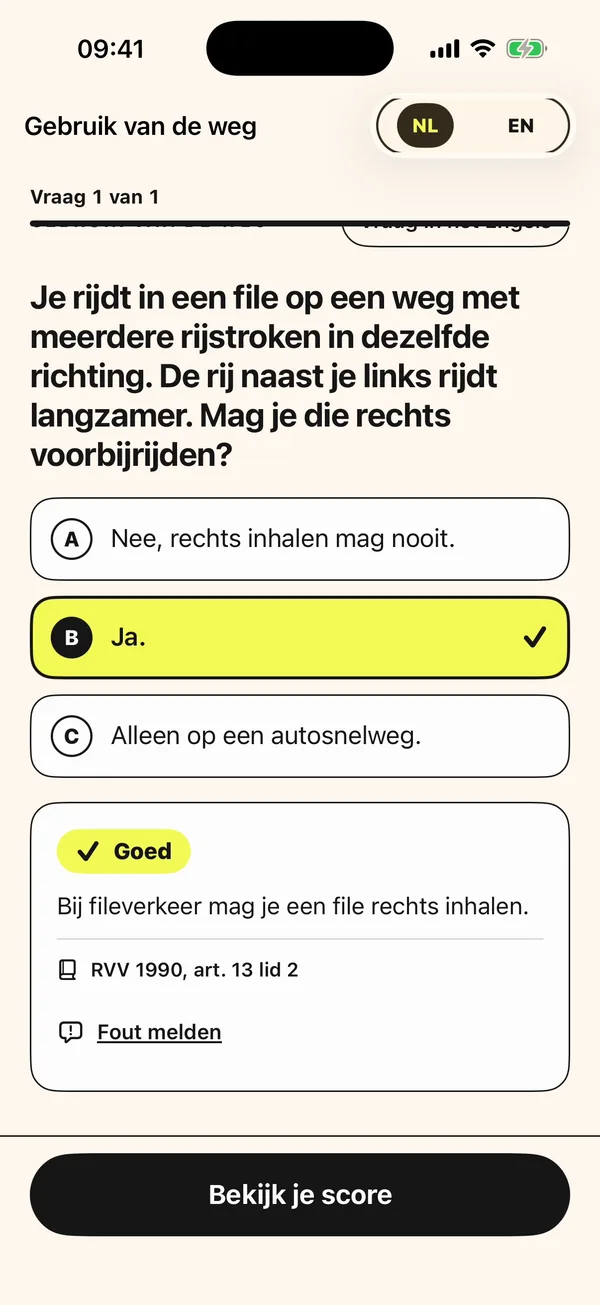 09:41
Gebruik van de weg
NL
EN
Vraag 1 van 1
Je rijdt in een file op een weg met
meerdere rijstroken in dezelfde
richting. De rij naast je links rijdt
langzamer. Mag je die rechts
voorbijrijden?
A Nee, rechts inhalen mag nooit.
B Ja.
C Alleen op een autosnelweg.
Goed
Bij fileverkeer mag je een file rechts inhalen.
RVV 1990, art. 13 lid 2
Fout melden
Bekijk je score